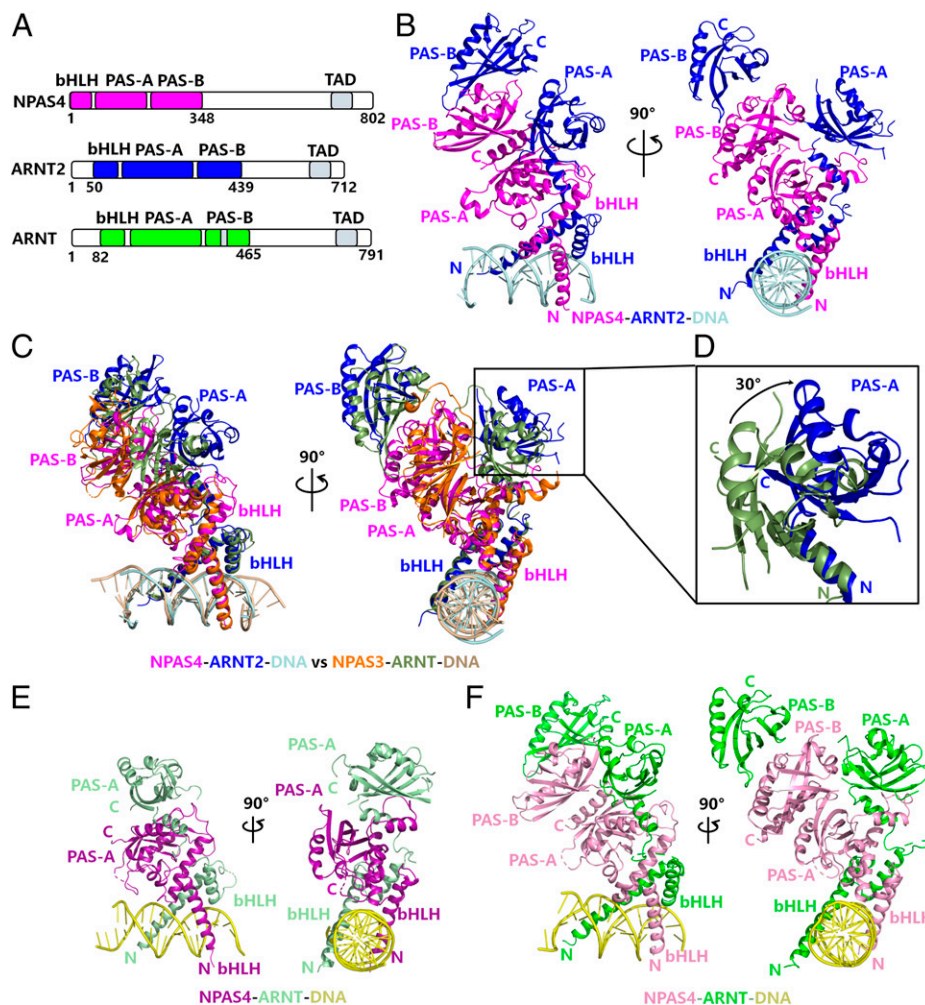 A
bHLH PAS-A PAS-B TAD
NPAS4
1 348 802
bHLH PAS-A PAS-B TAD
ARNT2
1 50 439 712
bHLH PAS-A PAS-B TAD
ARNT
1 82 465 791
B
PAS-B C PAS-A
PAS-B
PAS-A
bHLH
bHLH
N
N
90°
C
PAS-B
PAS-A
PAS-B
C
PAS-A
bHLH
bHLH
N
N
NPAS4-ARNT2-DNA
C
PAS-B
PAS-A
PAS-B
PAS-A
bHLH
bHLH
90°
PAS-B
PAS-A
PAS-B
PAS-A
bHLH
bHLH
NPAS4-ARNT2-DNA vs NPAS3-ARNT-DNA
D
30°
PAS-A
C
C
N
N
E
PAS-A
C
C
PAS-A
bHLH
N
bHLH
N
90°
PAS-A
C
PAS-A
C
bHLH
bHLH
N
N
NPAS4-ARNT-DNA
F
PAS-B
C
PAS-A
PAS-B
C
PAS-A
bHLH
bHLH
N
N
90°
C
PAS-B
PAS-A
PAS-B
C
PAS-A
bHLH
bHLH
N
N
NPAS4-ARNT-DNA